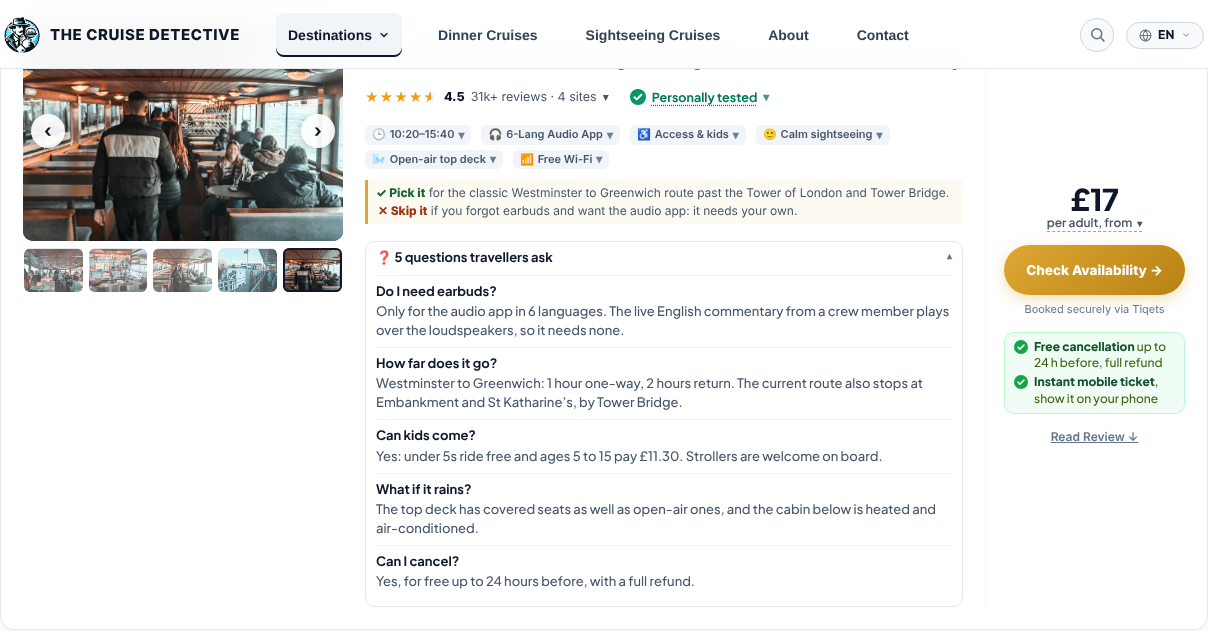 THE CRUISE DETECTIVE
Destinations
Dinner Cruises
Sightseeing Cruises
About
Contact
EN
4.5 31k+ reviews · 4 sites ▾
Personally tested ▾
10:20–15:40 ▾
6-Lang Audio App ▾
Access & kids ▾
Calm sightseeing ▾
Open-air top deck ▾
Free Wi-Fi ▾
✓ Pick it for the classic Westminster to Greenwich route past the Tower of London and Tower Bridge.
✕ Skip it if you forgot earbuds and want the audio app: it needs your own.
❓ 5 questions travellers ask
Do I need earbuds?
Only for the audio app in 6 languages. The live English commentary from a crew member plays
over the loudspeakers, so it needs none.
How far does it go?
Westminster to Greenwich: 1 hour one-way, 2 hours return. The current route also stops at
Embankment and St Katharine's, by Tower Bridge.
Can kids come?
Yes: under 5s ride free and ages 5 to 15 pay £11.30. Strollers are welcome on board.
What if it rains?
The top deck has covered seats as well as open-air ones, and the cabin below is heated and
air-conditioned.
Can I cancel?
Yes, for free up to 24 hours before, with a full refund.
£17
per adult, from ▾
Check Availability →
Booked securely via Tiqets
Free cancellation up to
24 h before, full refund
Instant mobile ticket,
show it on your phone
Read Review ↓